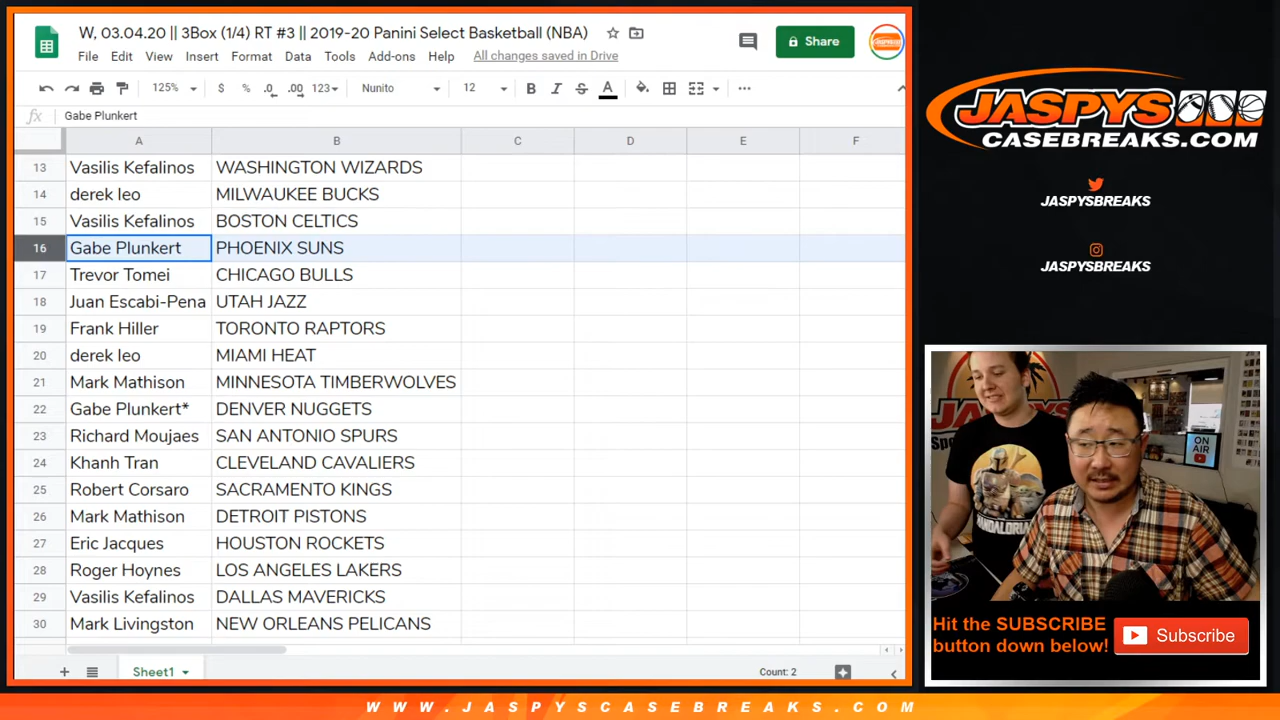 W, 03.04.20 || 3Box (1/4) RT #3 || 2019-20 Panini Select Basketball (NBA)
File Edit View Insert Format Data Tools Add-ons Help All changes saved in Drive
Share
125% $ % .0 .00 123 Nunito 12 B I S A
fx Gabe Plunkert
A B C D E F
13 Vasilis Kefalinos WASHINGTON WIZARDS
14 derek leo MILWAUKEE BUCKS
15 Vasilis Kefalinos BOSTON CELTICS
16 Gabe Plunkert PHOENIX SUNS
17 Trevor Tomei CHICAGO BULLS
18 Juan Escabi-Pena UTAH JAZZ
19 Frank Hiller TORONTO RAPTORS
20 derek leo MIAMI HEAT
21 Mark Mathison MINNESOTA TIMBERWOLVES
22 Gabe Plunkert* DENVER NUGGETS
23 Richard Moujaes SAN ANTONIO SPURS
24 Khanh Tran CLEVELAND CAVALIERS
25 Robert Corsaro SACRAMENTO KINGS
26 Mark Mathison DETROIT PISTONS
27 Eric Jacques HOUSTON ROCKETS
28 Roger Hoynes LOS ANGELES LAKERS
29 Vasilis Kefalinos DALLAS MAVERICKS
30 Mark Livingston NEW ORLEANS PELICANS
Sheet1 Count: 2
JASPYS
CASEBREAKS.COM
JASPYSBREAKS
JASPYSBREAKS
ON
AIR
MANDALORIAN
Hit the SUBSCRIBE
button down below!
Subscribe
WWW.JASPYSCASEBREAKS.COM